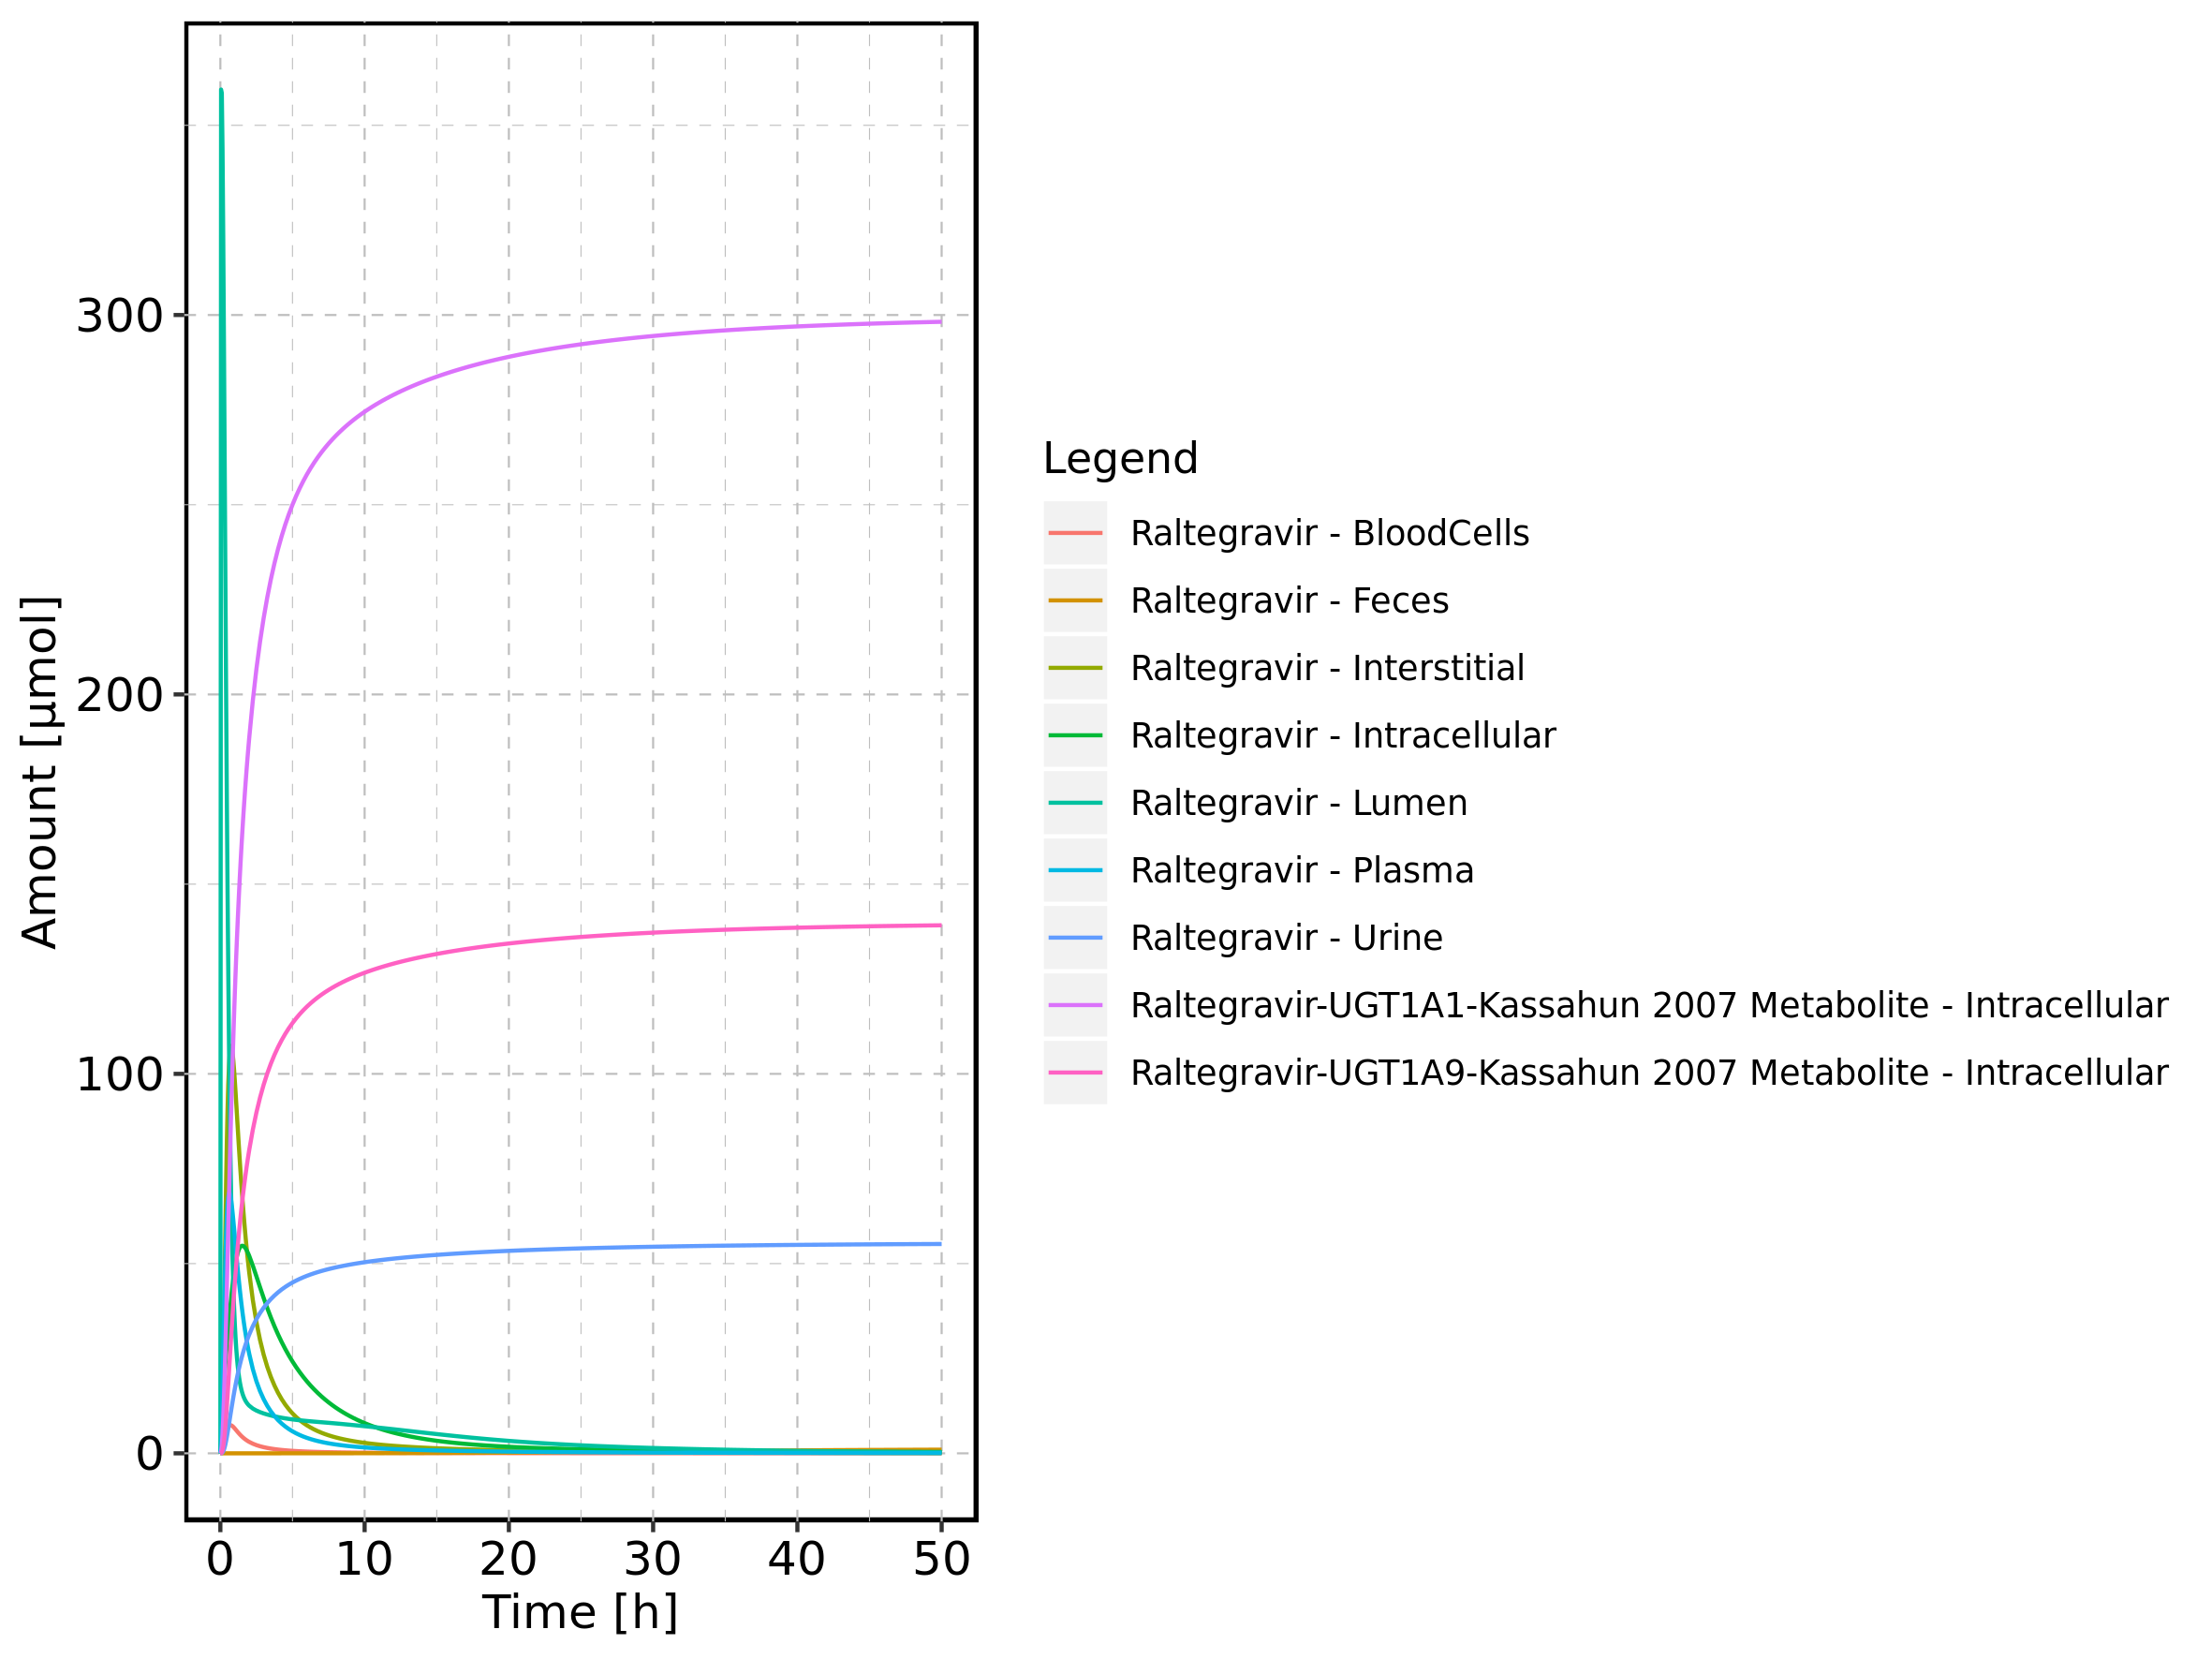 300
200
100
0
Amount [µmol]
0 10 20 30 40 50
Time [h]
Legend
Raltegravir - BloodCells
Raltegravir - Feces
Raltegravir - Interstitial
Raltegravir - Intracellular
Raltegravir - Lumen
Raltegravir - Plasma
Raltegravir - Urine
Raltegravir-UGT1A1-Kassahun 2007 Metabolite - Intracellular
Raltegravir-UGT1A9-Kassahun 2007 Metabolite - Intracellular